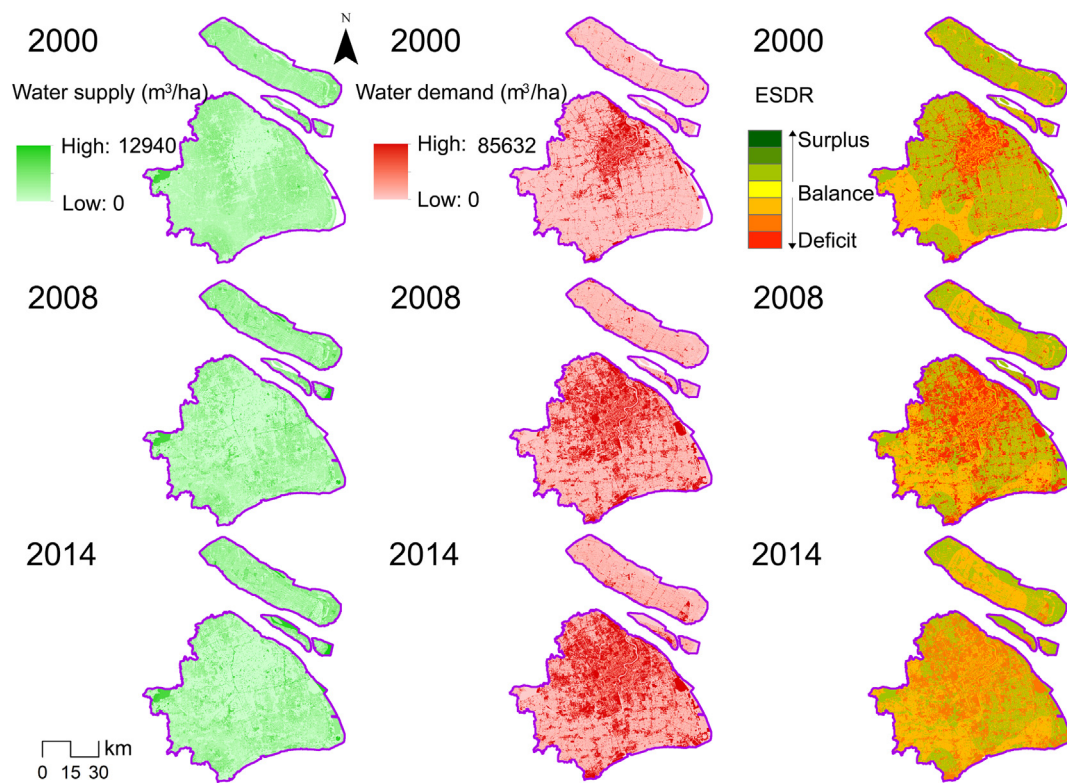 2000
N
2000
2000
Water supply (m³/ha)
High: 12940
Low: 0
Water demand (m³/ha)
High: 85632
Low: 0
ESDR
Surplus
Balance
Deficit
2008
2008
2008
2014
2014
2014
km
0 15 30